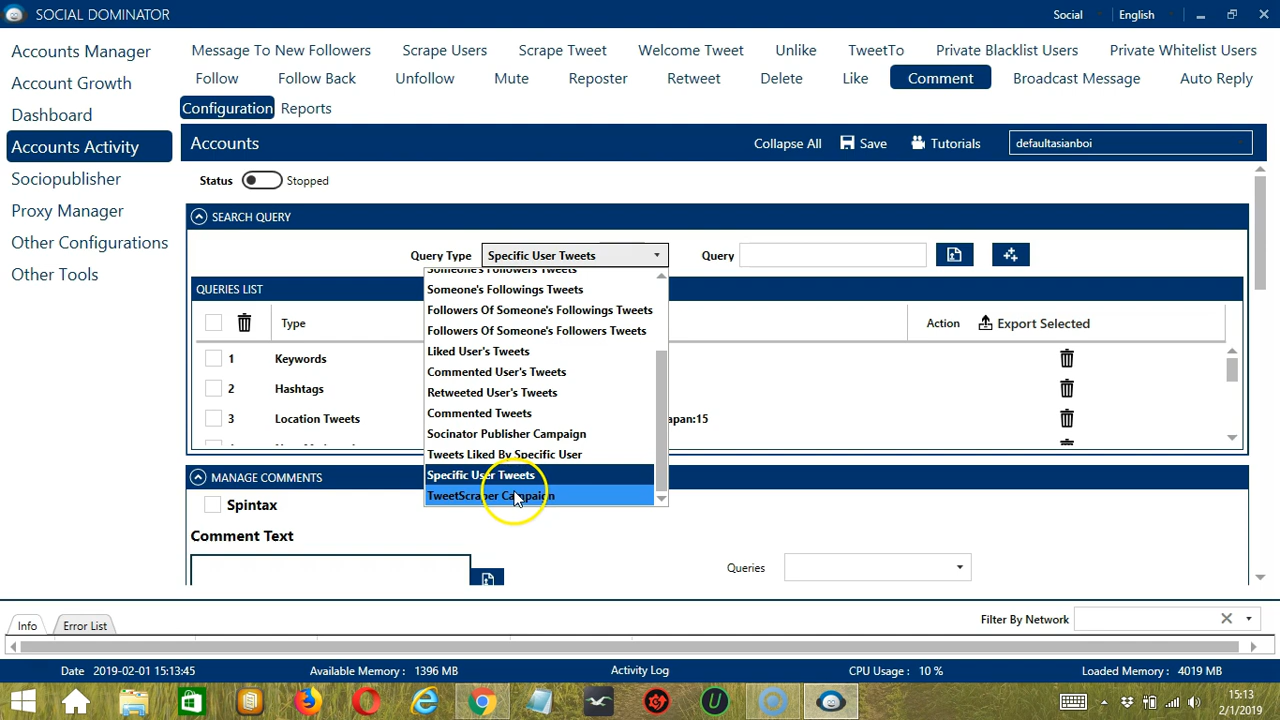 SOCIAL DOMINATOR
Social English
Accounts Manager
Account Growth
Dashboard
Accounts Activity
Sociopublisher
Proxy Manager
Other Configurations
Other Tools
Message To New Followers Scrape Users Scrape Tweet Welcome Tweet Unlike TweetTo Private Blacklist Users Private Whitelist Users
Follow Follow Back Unfollow Mute Reposter Retweet Delete Like Comment Broadcast Message Auto Reply
Configuration Reports
Accounts Collapse All Save Tutorials defaultasianboi
Status Stopped
SEARCH QUERY
Query Type Specific User Tweets Query
QUERIES LIST
Type Action Export Selected
1 Keywords
2 Hashtags
3 Location Tweets apan:15
Someone's Followers Tweets
Someone's Followings Tweets
Followers Of Someone's Followings Tweets
Followers Of Someone's Followers Tweets
Liked User's Tweets
Commented User's Tweets
Retweeted User's Tweets
Commented Tweets
Socinator Publisher Campaign
Tweets Liked By Specific User
Specific User Tweets
TweetScraper Campaign
MANAGE COMMENTS
Spintax
Comment Text
Queries
Info Error List Filter By Network
Date 2019-02-01 15:13:45 Available Memory : 1396 MB Activity Log CPU Usage : 10 % Loaded Memory : 4019 MB
15:13
2/1/2019